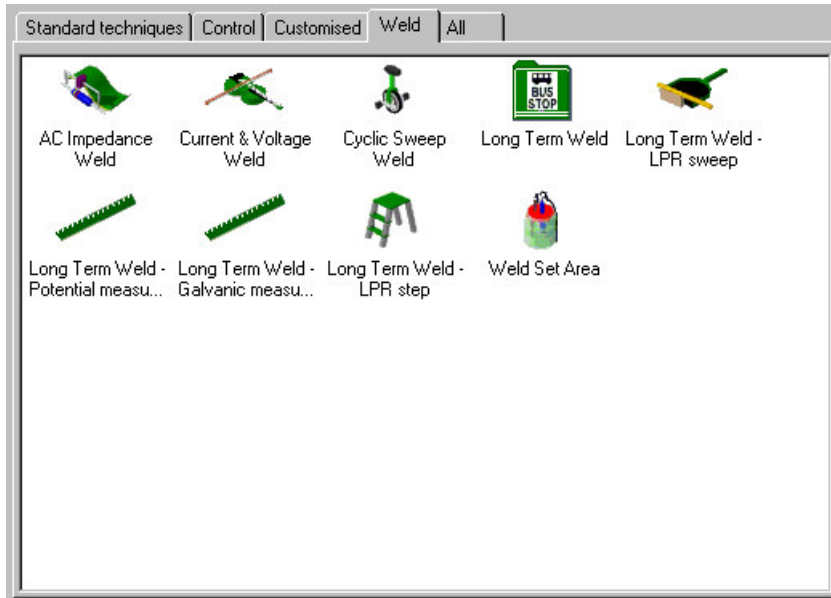 Standard techniques Control Customised Weld All
AC Impedance Weld
Current & Voltage Weld
Cyclic Sweep Weld
BUS STOP
Long Term Weld
Long Term Weld - LPR sweep
Long Term Weld - Potential measu...
Long Term Weld - Galvanic measu...
Long Term Weld - LPR step
Weld Set Area